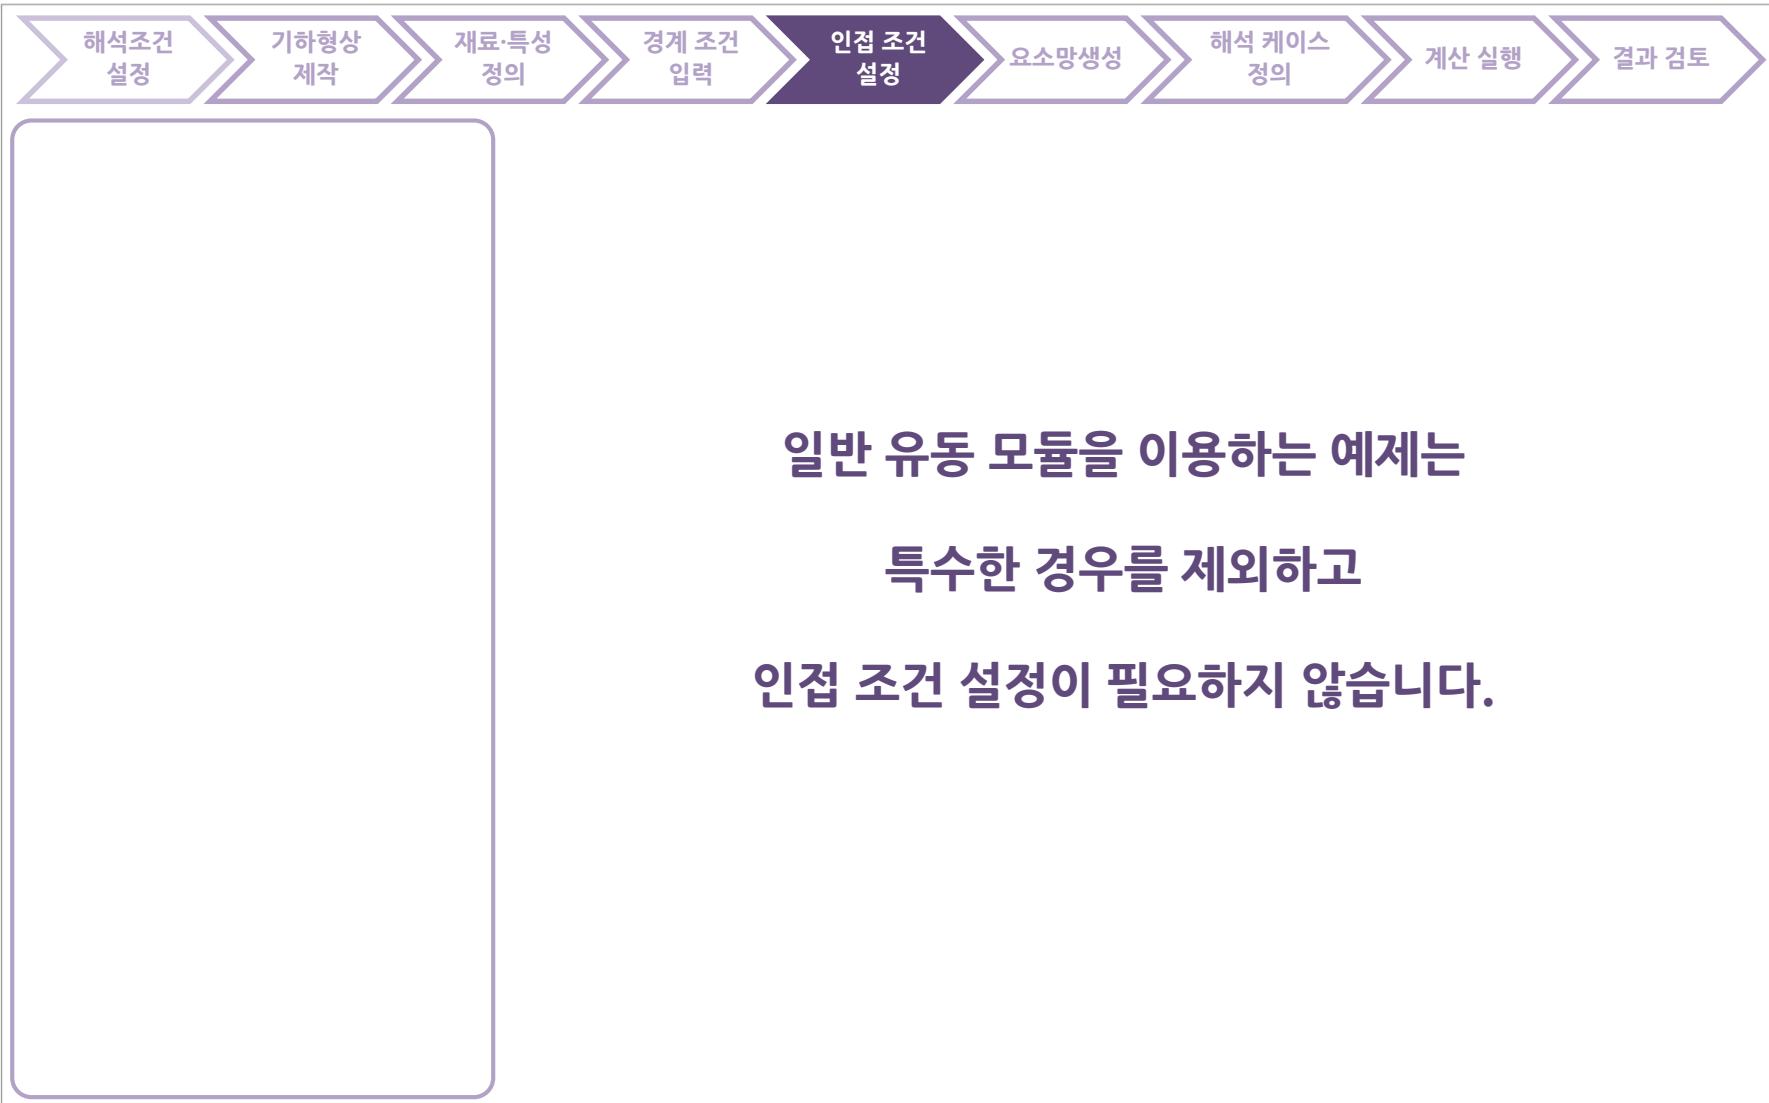 해석조건
설정
기하형상
제작
재료·특성
정의
경계 조건
입력
인접 조건
설정
요소망생성
해석 케이스
정의
계산 실행
결과 검토
일반 유동 모듈을 이용하는 예제는
특수한 경우를 제외하고
인접 조건 설정이 필요하지 않습니다.